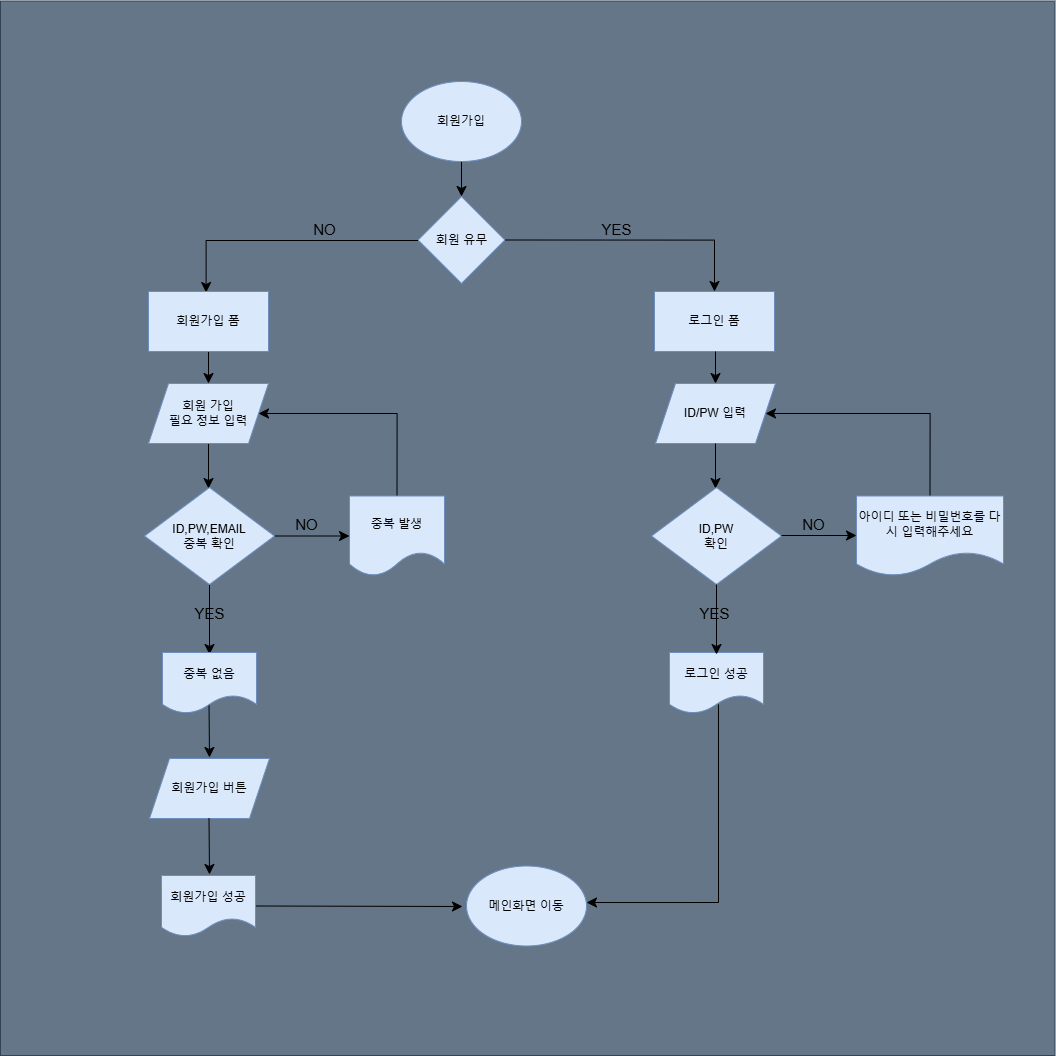 회원가입
NO
회원 유무
YES
회원가입 폼
로그인 폼
회원 가입
필요 정보 입력
ID/PW 입력
ID,PW,EMAIL
중복 확인
NO
중복 발생
ID,PW
확인
NO
아이디 또는 비밀번호를 다
시 입력해주세요
YES
YES
중복 없음
로그인 성공
회원가입 버튼
회원가입 성공
메인화면 이동